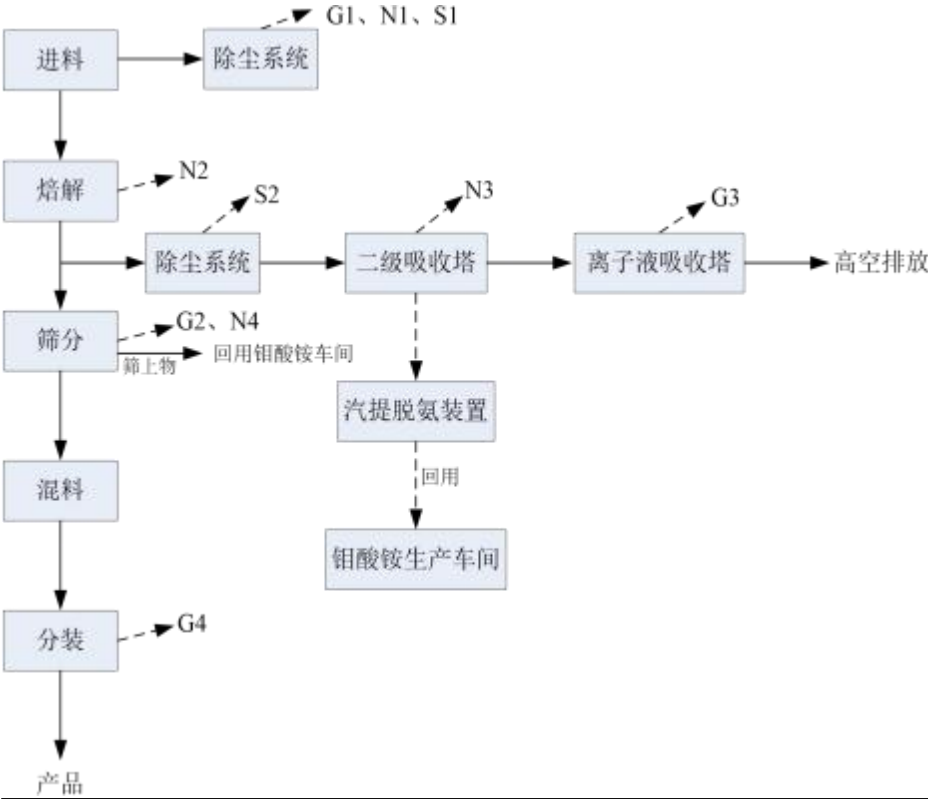 G1、N1、S1
进料
除尘系统
焙解
N2
S2
N3
G3
除尘系统
二级吸收塔
离子液吸收塔
高空排放
G2、N4
筛分
筛上物
回用钼酸铵车间
汽提脱氨装置
回用
混料
钼酸铵生产车间
分装
G4
产品